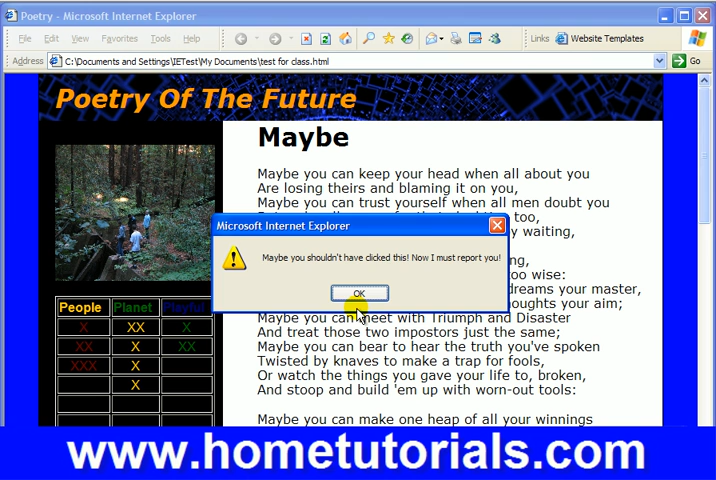 Poetry - Microsoft Internet Explorer
File Edit View Favorites Tools Help
Links Website Templates
Address C:\Documents and Settings\IETest\My Documents\test for class.html Go
Poetry Of The Future
Maybe
Maybe you can keep your head when all about you
Are losing theirs and blaming it on you,
Maybe you can trust yourself when all men doubt you
too,
y waiting,
ng,
oo wise:
dreams your master,
houghts your aim;
Maybe you can meet with Triumph and Disaster
And treat those two impostors just the same;
Maybe you can bear to hear the truth you've spoken
Twisted by knaves to make a trap for fools,
Or watch the things you gave your life to, broken,
And stoop and build 'em up with worn-out tools:
Maybe you can make one heap of all your winnings
Microsoft Internet Explorer
Maybe you shouldn't have clicked this! Now I must report you!
OK
People Planet Playful
X XX X
XX X XX
XXX X
X
www.hometutorials.com